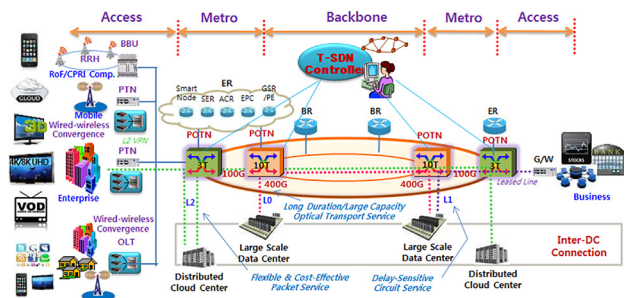 Access
Metro
Backbone
Metro
Access
BBU
RRH
RoF/CPRI Comp.
CLOUD
PTN
Mobile
Wired-wireless
Convergence
3D
L2 VPN
PTN
4K/8K UHD
Enterprise
VOD
Wired-wireless
Convergence
OLT
ER
Smart
Node
SER
ACR
EPC
GSR
/PE
T-SDN
Controller
BR
BR
ER
POTN
POTN
POTN
POTN
3T
10T
10T
3T
100G
400G
400G
100G
G/W
Leased Line
STOCKS
BANK
Business
L2
L0
L1
Long Duration/Large Capacity
Optical Transport Service
Large Scale
Data Center
Large Scale
Data Center
Inter-DC
Connection
Distributed
Cloud Center
Flexible & Cost-Effective
Packet Service
Delay-Sensitive
Circuit Service
Distributed
Cloud Center